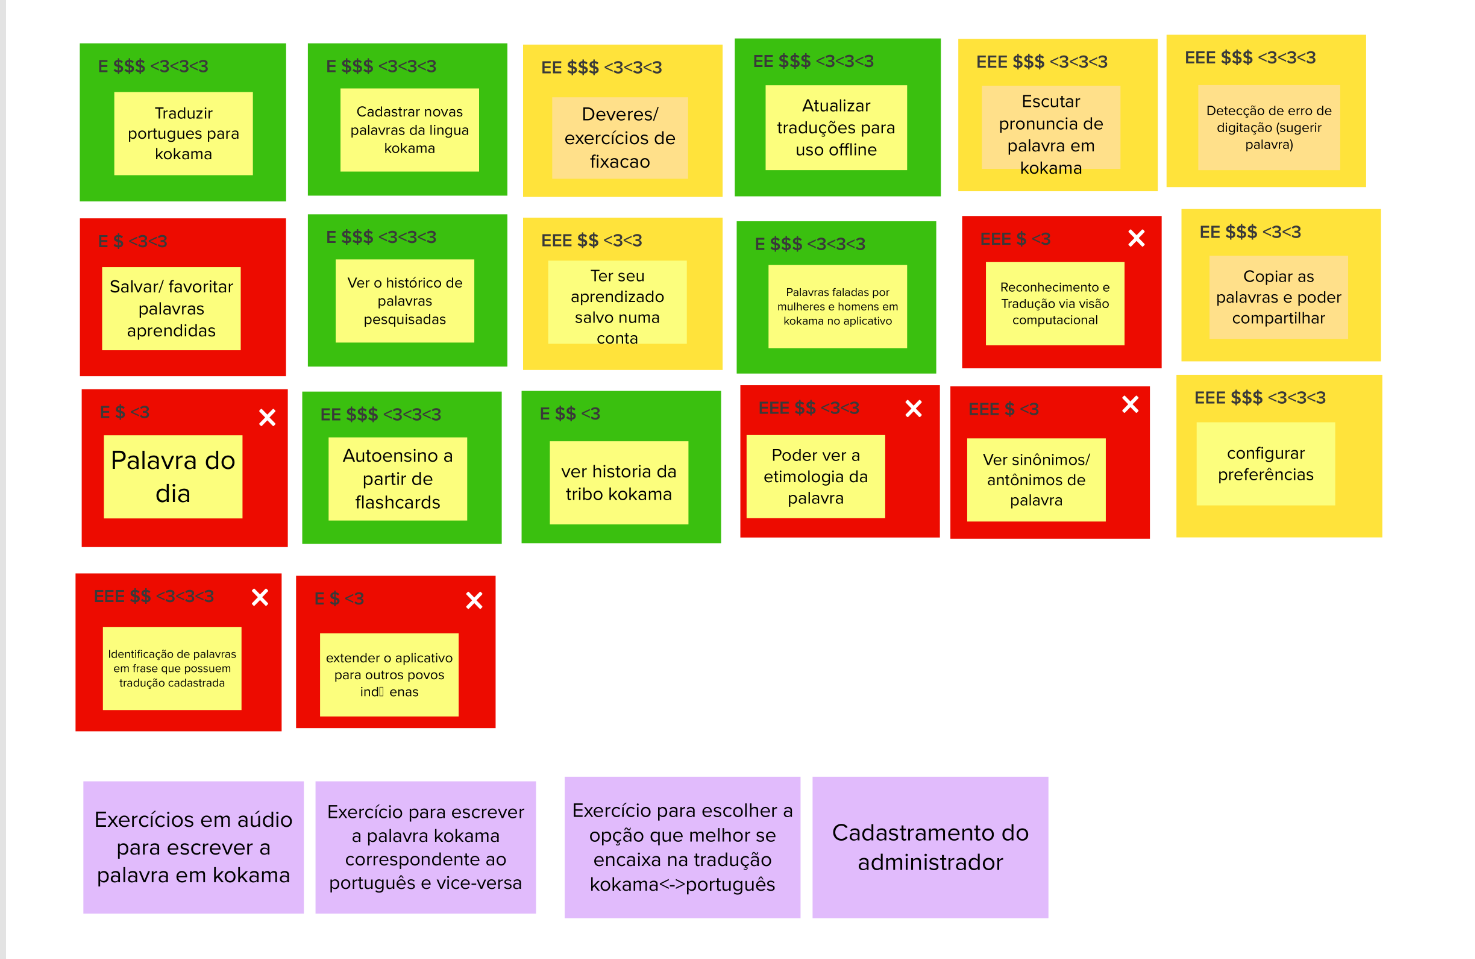 E $$$ <3<3<3
Traduzir
portugues para
kokama
E $$$ <3<3<3
Cadastrar novas
palavras da lingua
kokama
EE $$$ <3<3<3
Deveres/
exercícios de
fixacao
EE $$$ <3<3<3
Atualizar
traduções para
uso offline
EEE $$$ <3<3<3
Escutar
pronuncia de
palavra em
kokama
EEE $$$ <3<3<3
Detecção de erro de
digitação (sugerir
palavra)
E $ <3<3
Salvar/ favoritar
palavras
aprendidas
E $$$ <3<3<3
Ver o histórico de
palavras
pesquisadas
EEE $$ <3<3
Ter seu
aprendizado
salvo numa
conta
E $$$ <3<3<3
Palavras faladas por
mulheres e homens em
kokama no aplicativo
EEE $ <3
Reconhecimento e
Tradução via visão
computacional
EE $$$ <3<3
Copiar as
palavras e poder
compartilhar
E $ <3
Palavra do
dia
EE $$$ <3<3<3
Autoensino a
partir de
flashcards
E $$ <3
ver historia da
tribo kokama
EEE $$ <3<3
Poder ver a
etimologia da
palavra
EEE $ <3
Ver sinônimos/
antônimos de
palavra
EEE $$$ <3<3<3
configurar
preferências
EEE $$ <3<3<3
Identificação de palavras
em frase que possuem
tradução cadastrada
E $ <3
extender o aplicativo
para outros povos
ind▯ enas
Exercícios em aúdio
para escrever a
palavra em kokama
Exercício para escrever
a palavra kokama
correspondente ao
português e vice-versa
Exercício para escolher a
opção que melhor se
encaixa na tradução
kokama<->português
Cadastramento do
administrador